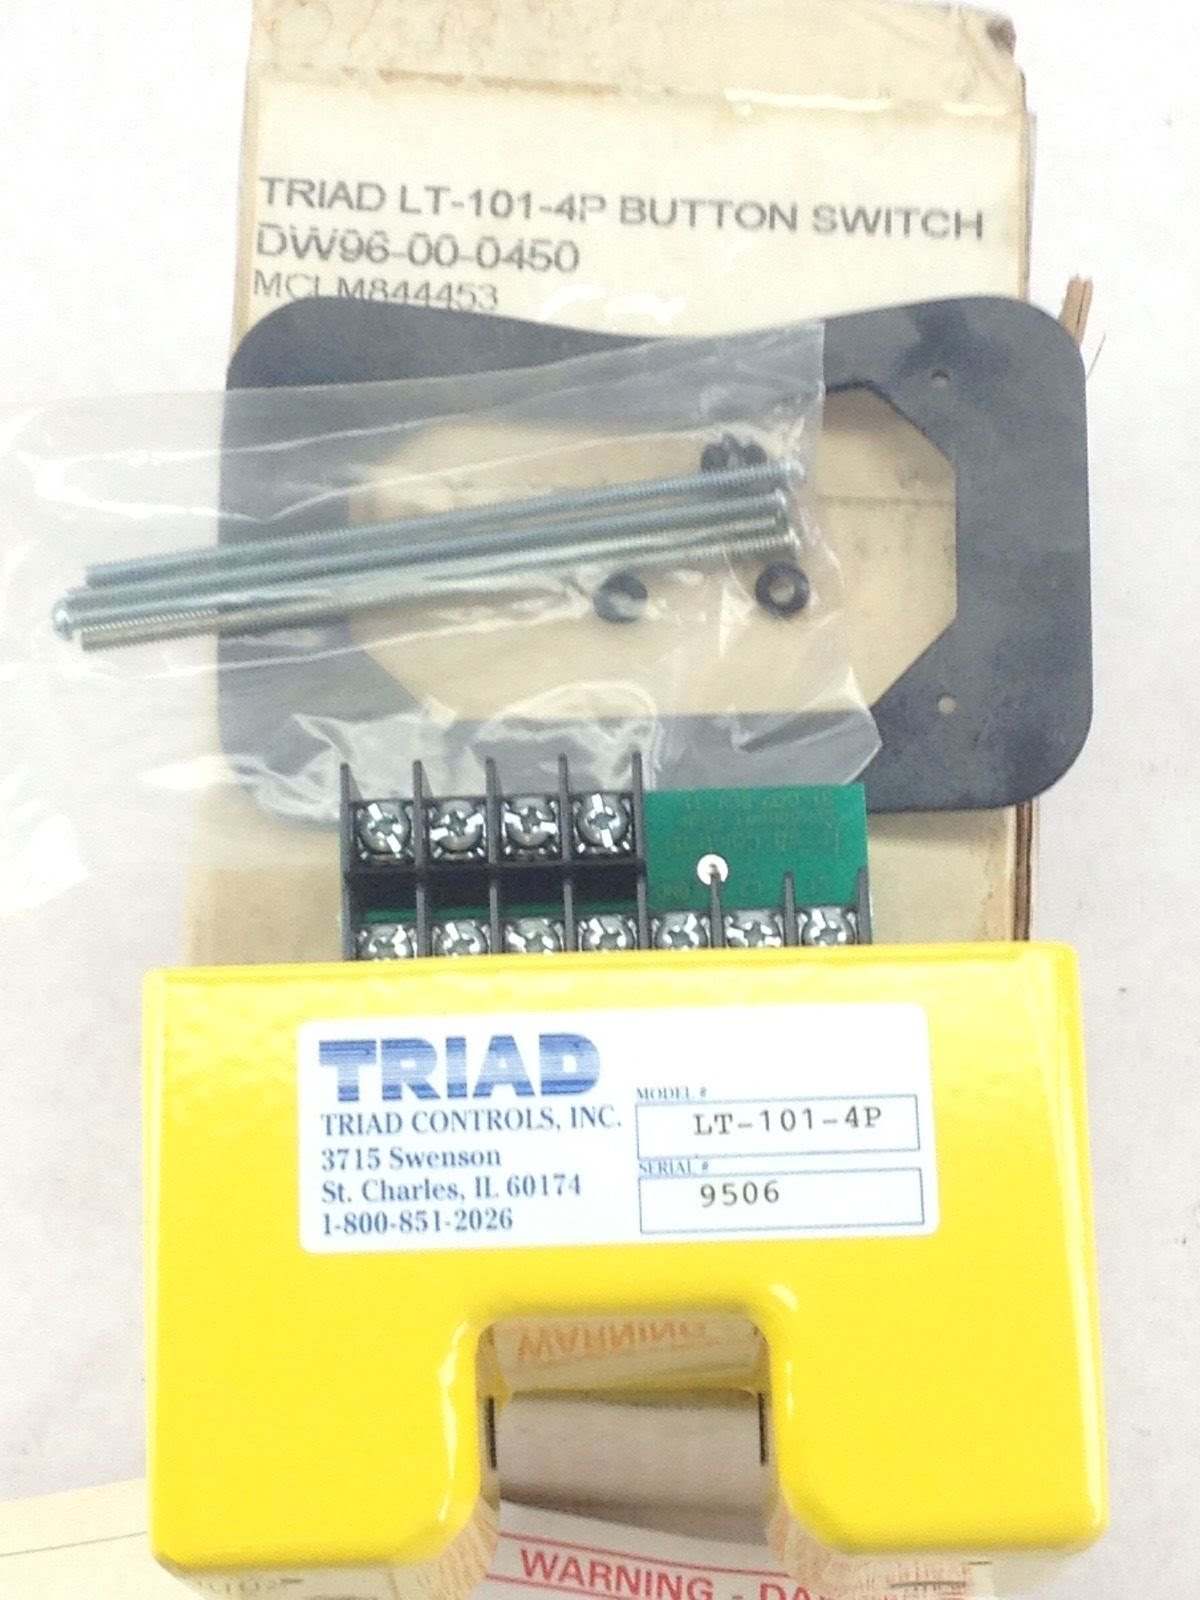 TRIAD LT-101-4P BUTTON SWITCH
DW96-00-0450
MCLM844453
TRIAD
TRIAD CONTROLS, INC.
3715 Swenson
St. Charles, IL 60174
1-800-851-2026
MODEL #
LT-101-4P
SERIAL #
9506
WARNING
WARNING - DA